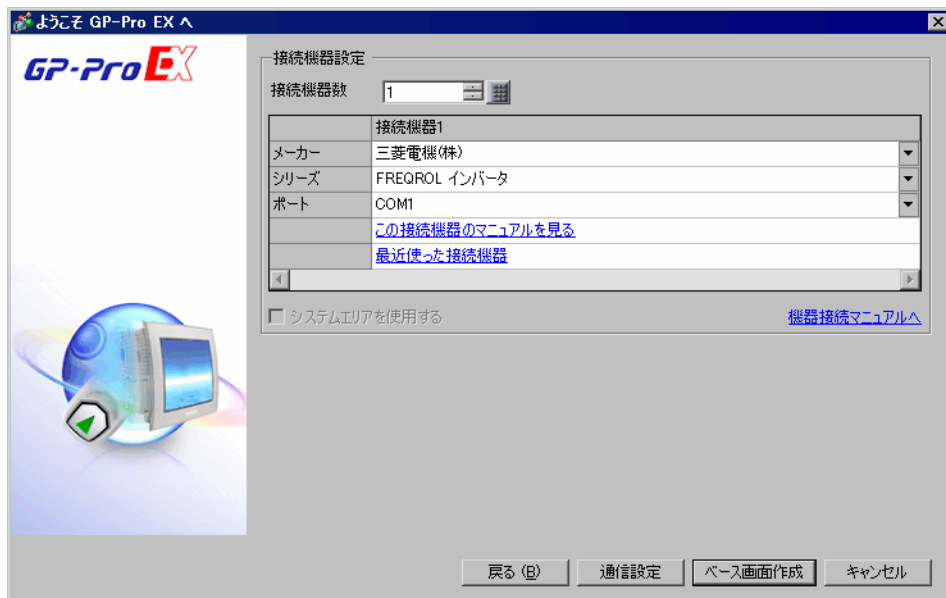 ようこそ GP-Pro EX へ
GP-Pro EX
接続機器設定
接続機器数 1
接続機器1
メーカー 三菱電機(株)
シリーズ FREQROL インバータ
ポート COM1
この接続機器のマニュアルを見る
最近使った接続機器
システムエリアを使用する 機器接続マニュアルへ
戻る (B) 通信設定 ベース画面作成 キャンセル